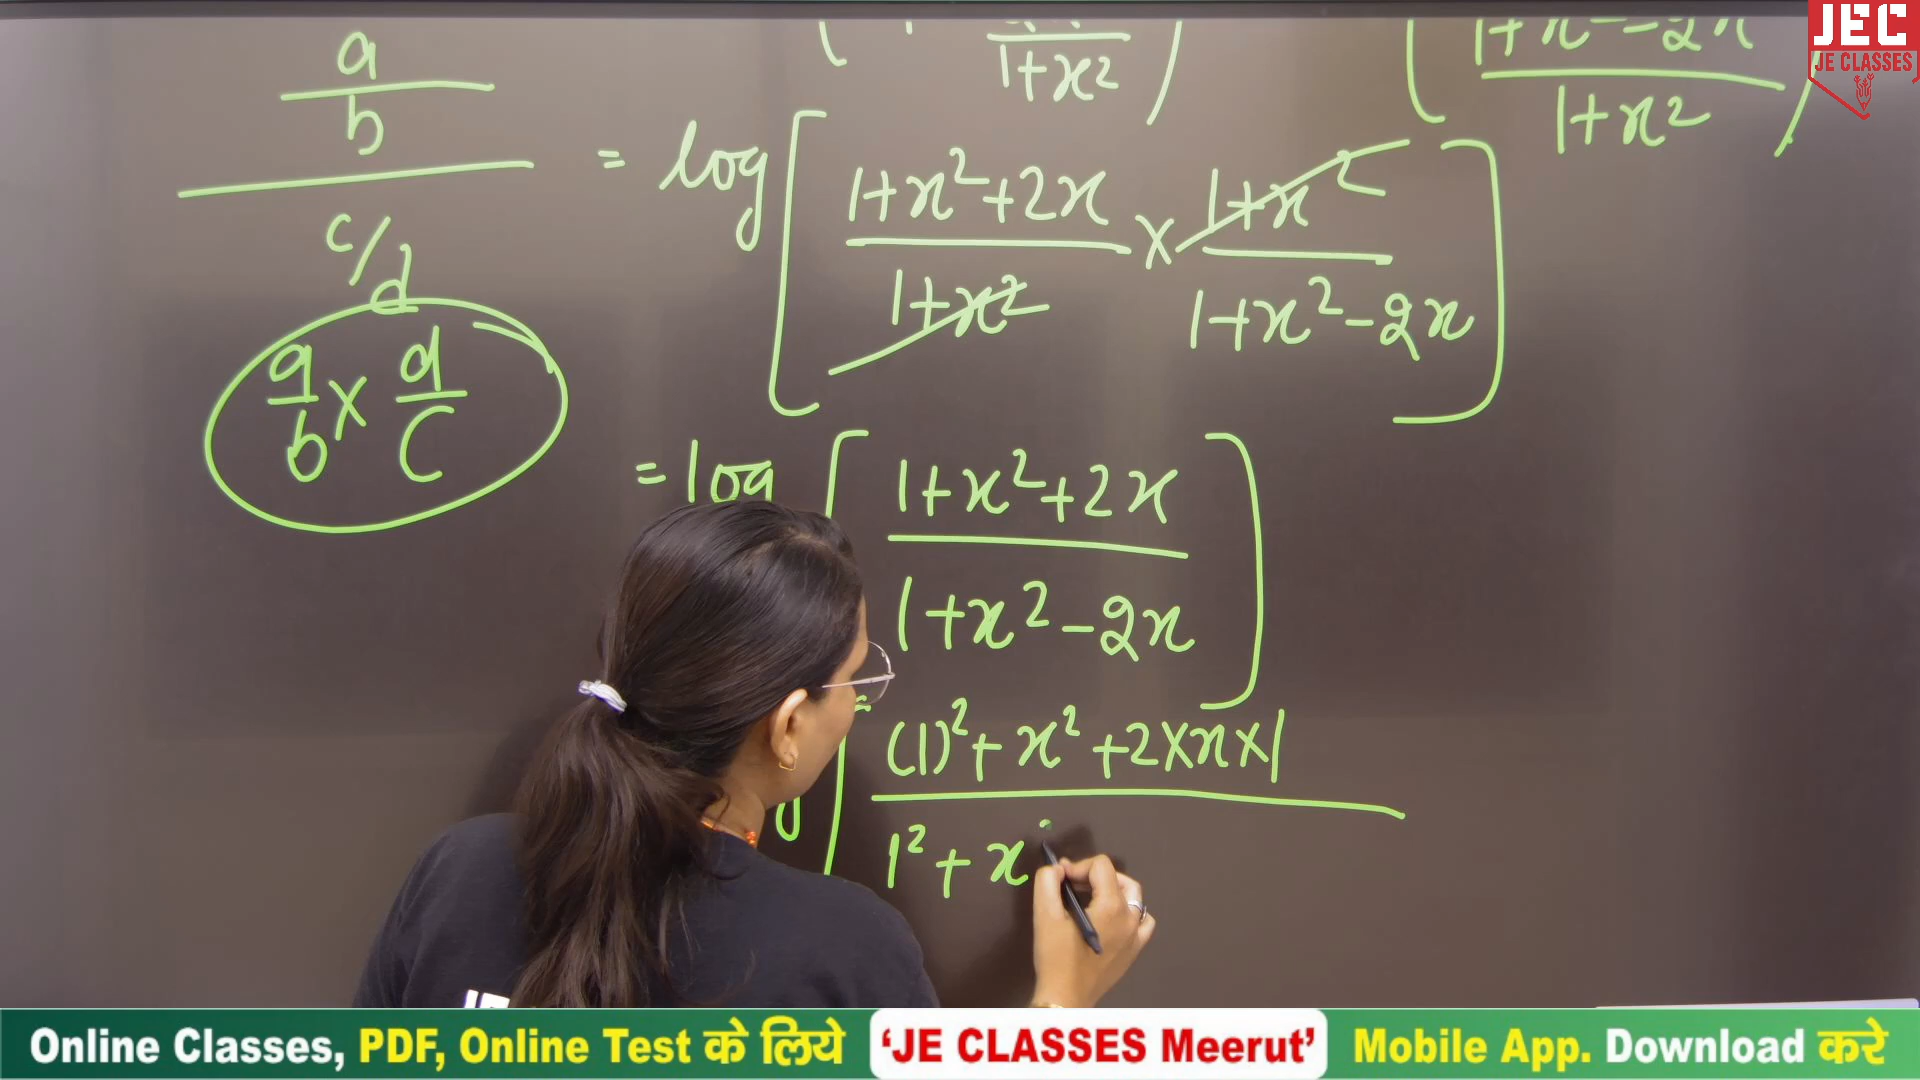 JEC
JE CLASSES
1+x²
1+x²-2x
1+x²
a
b
c/d
a/b × d/c
= log [ (1+x²+2x)/(1+x²) × (1+x²)/(1+x²-2x) ]
= log [ (1+x²+2x)/(1+x²-2x) ]
=
(1)²+x²+2×x×1
1²+x
Online Classes, PDF, Online Test के लिये 'JE CLASSES Meerut' Mobile App. Download करे